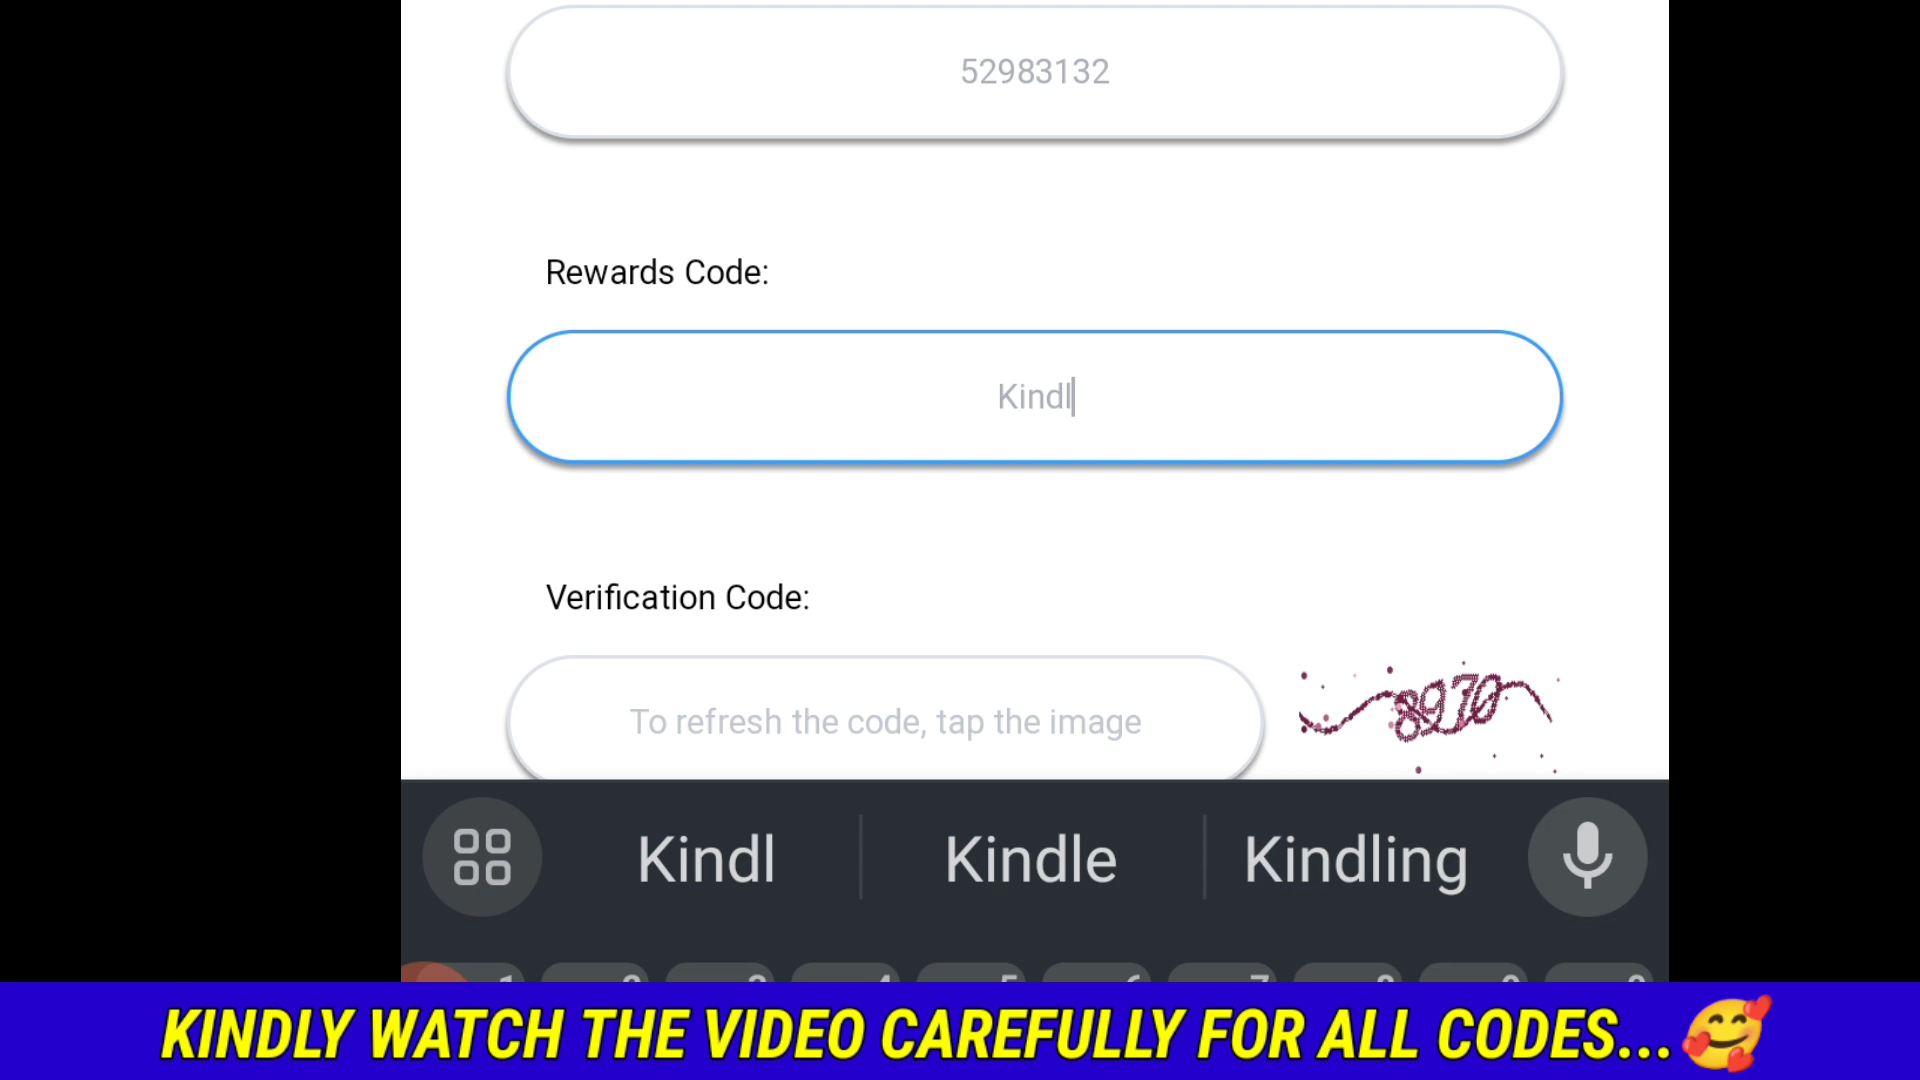 52983132
Rewards Code:
Kindl
Verification Code:
To refresh the code, tap the image
8970
Kindl Kindle Kindling
KINDLY WATCH THE VIDEO CAREFULLY FOR ALL CODES...🥰